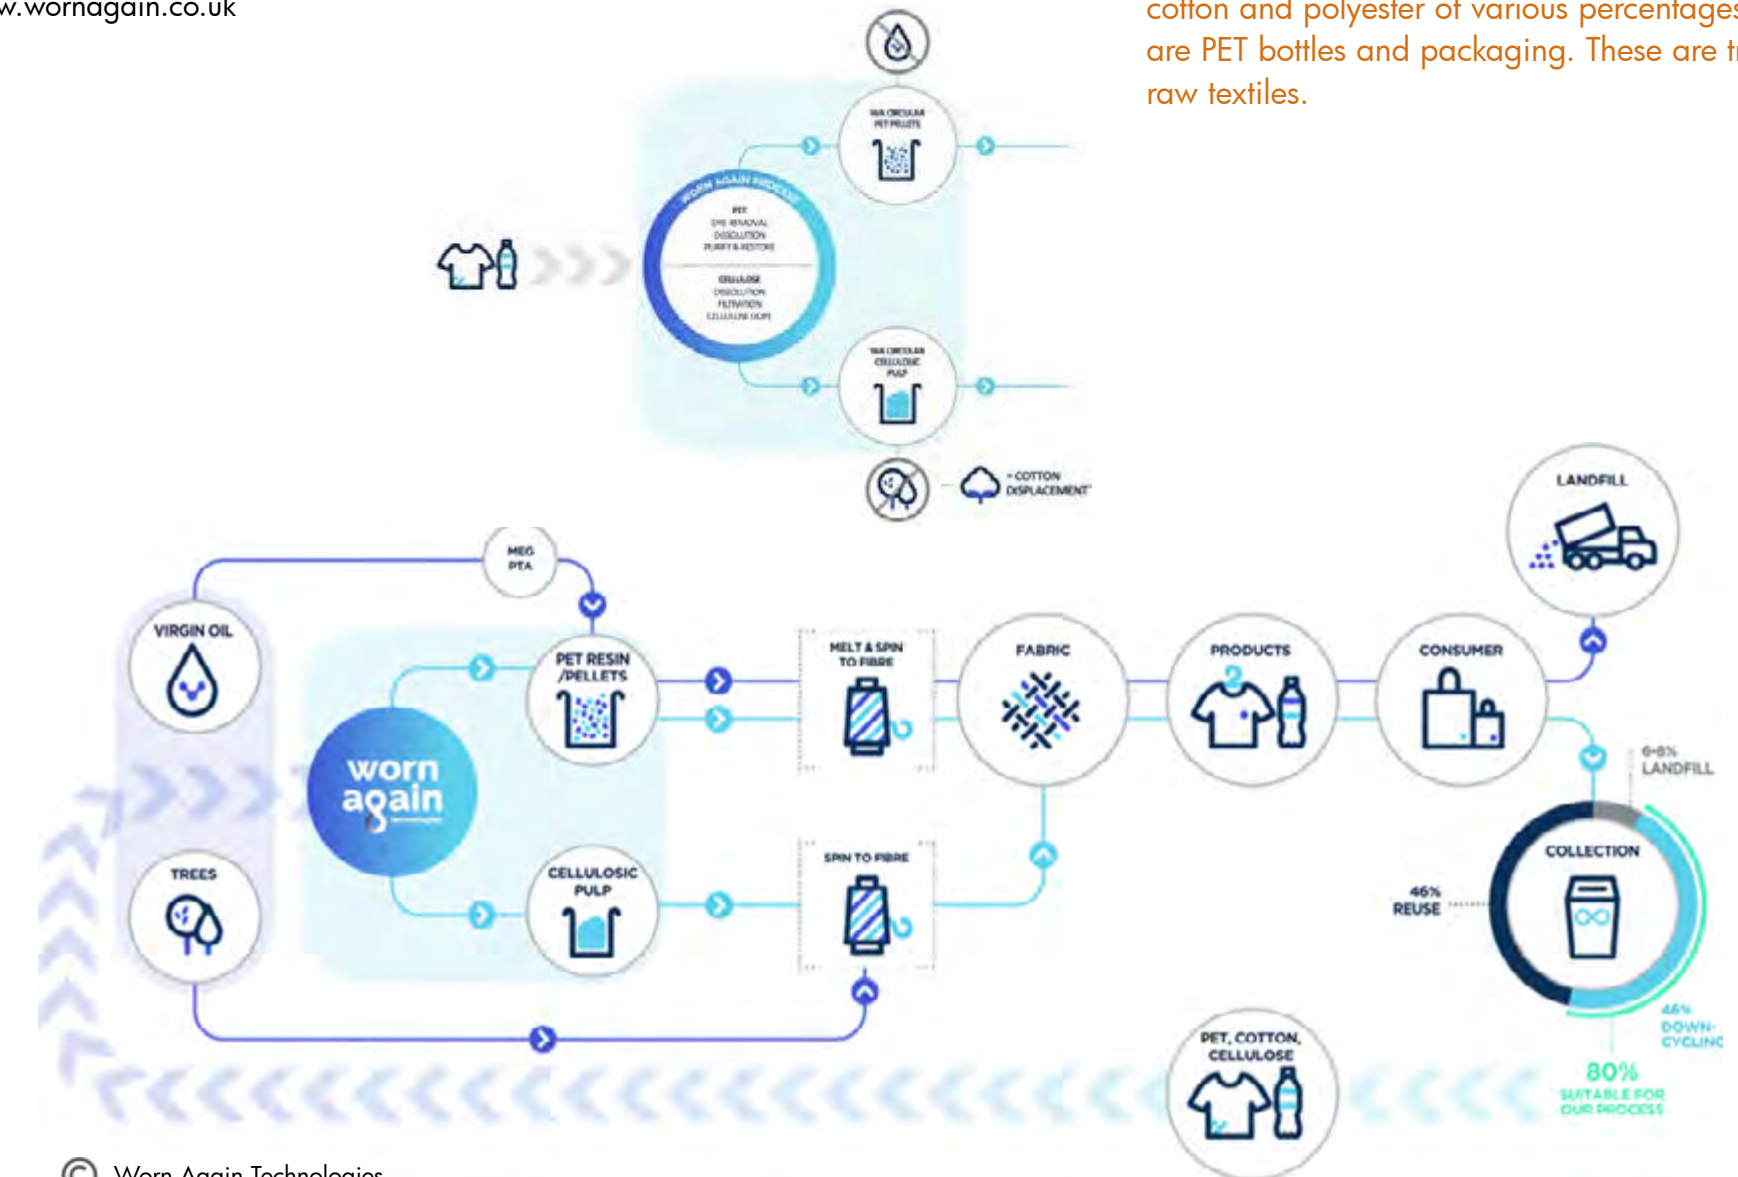 w.wornagain.co.uk
cotton and polyester of various percentages
are PET bottles and packaging. These are t
raw textiles.
WA CIRCULAR
PET PELLETS
WORN AGAIN PROCESS
PET
DYE REMOVAL
DISSOLUTION
PURIFY & RESTORE
CELLULOSE
DISSOLUTION
FILTRATION
CELLULOSE DOPE
WA CIRCULAR
CELLULOSIC
PULP
= COTTON
DISPLACEMENT
LANDFILL
MEG
PTA
VIRGIN OIL
PET RESIN
/PELLETS
MELT & SPIN
TO FIBRE
FABRIC
PRODUCTS
2
CONSUMER
6-8%
LANDFILL
worn
again
TREES
CELLULOSIC
PULP
SPIN TO FIBRE
COLLECTION
46%
REUSE
46%
DOWN-
CYCLING
PET, COTTON,
CELLULOSE
80%
SUITABLE FOR
OUR PROCESS
© Worn Again Technologies